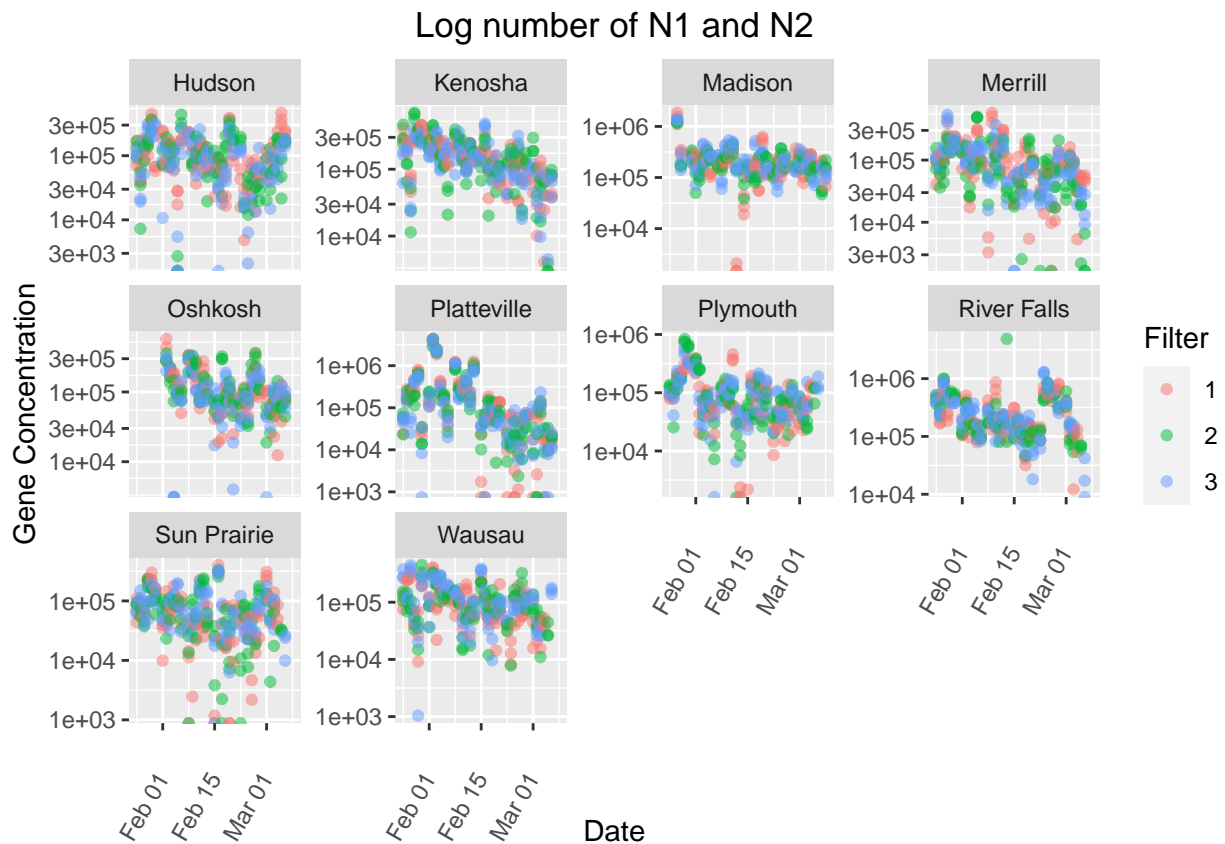 Log number of N1 and N2
Hudson
Kenosha
Madison
Merrill
3e+05
1e+05
3e+04
1e+04
3e+03
3e+05
1e+05
3e+04
1e+04
1e+06
1e+05
1e+04
3e+05
1e+05
3e+04
1e+04
3e+03
Oshkosh
Platteville
Plymouth
River Falls
3e+05
1e+05
3e+04
1e+04
1e+06
1e+05
1e+04
1e+03
1e+06
1e+05
1e+04
1e+06
1e+05
1e+04
Feb 01
Feb 15
Mar 01
Feb 01
Feb 15
Mar 01
Sun Prairie
Wausau
1e+05
1e+04
1e+03
1e+05
1e+04
1e+03
Feb 01
Feb 15
Mar 01
Feb 01
Feb 15
Mar 01
Gene Concentration
Date
Filter
1
2
3